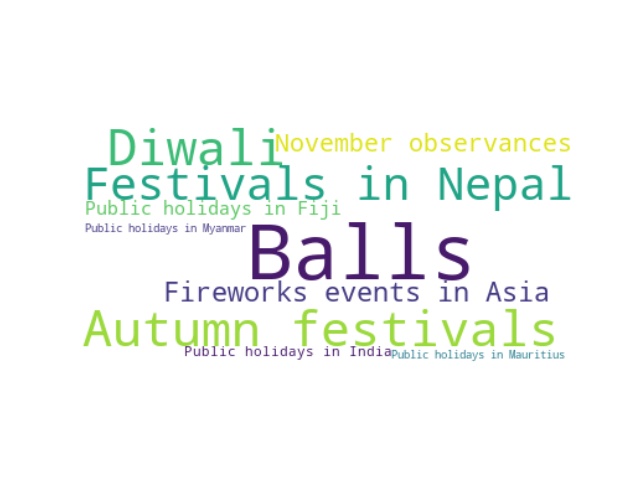 Diwali
November observances
Festivals in Nepal
Public holidays in Fiji
Public holidays in Myanmar
Balls
Fireworks events in Asia
Autumn festivals
Public holidays in India
Public holidays in Mauritius